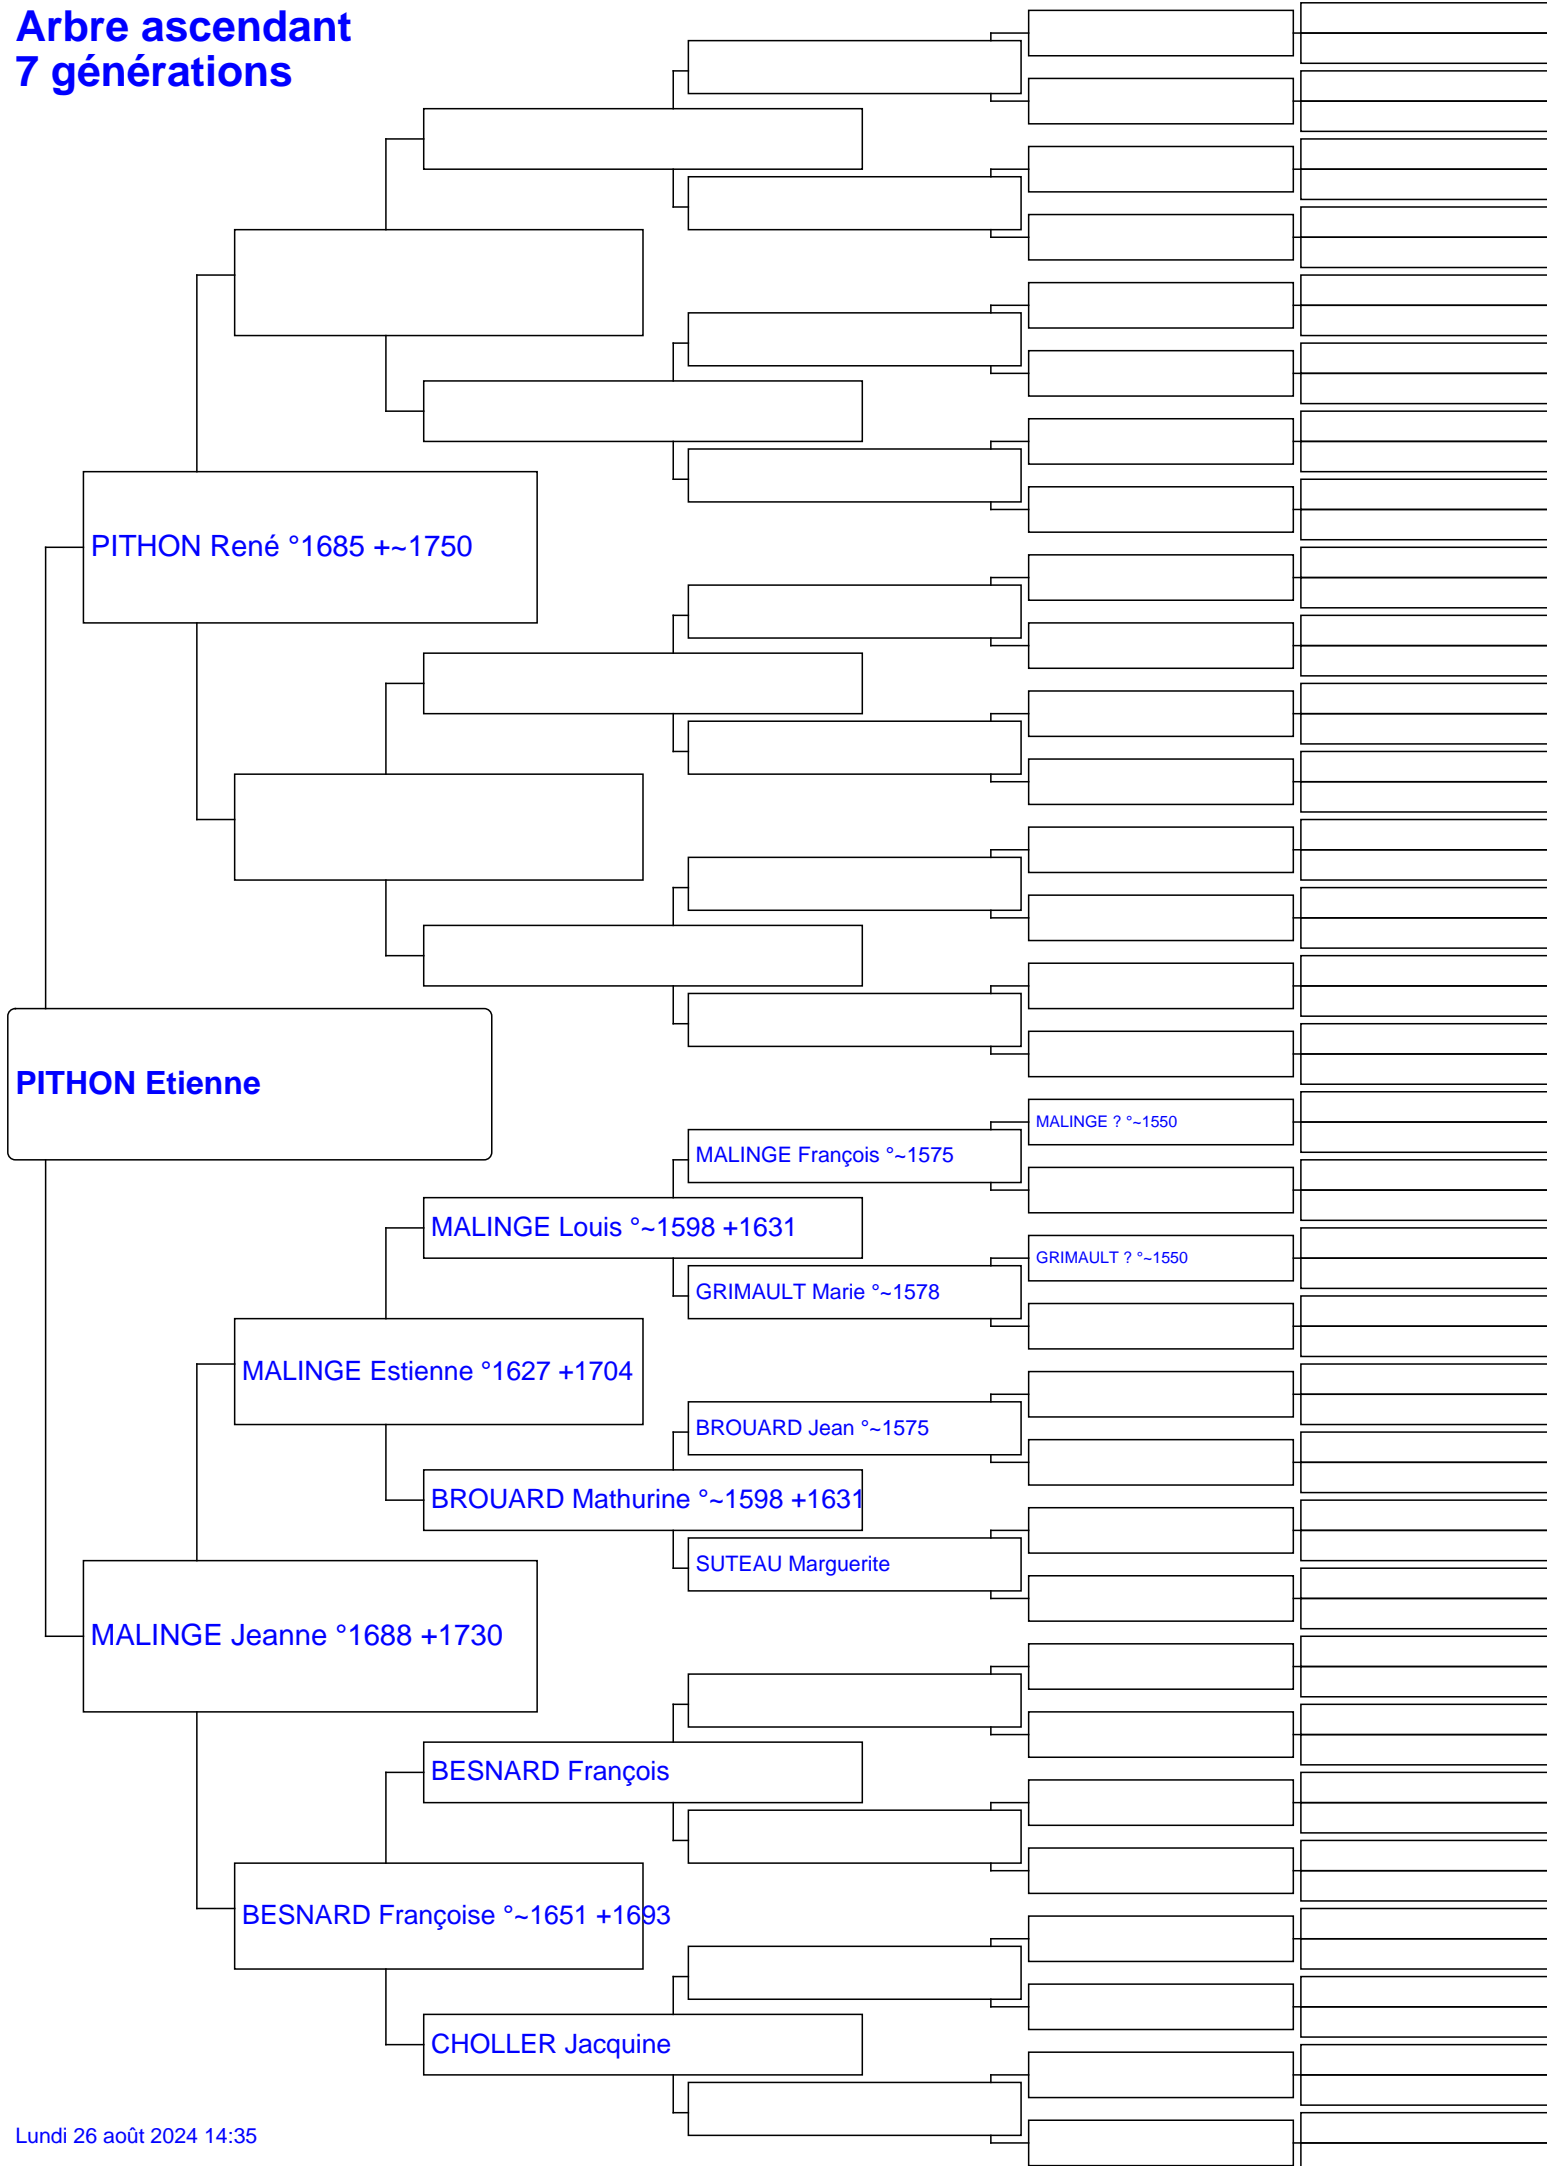 Arbre ascendant
7 générations
PITHON René °1685 +~1750
PITHON Etienne
MALINGE ? °~1550
MALINGE François °~1575
MALINGE Louis °~1598 +1631
GRIMAULT ? °~1550
GRIMAULT Marie °~1578
MALINGE Estienne °1627 +1704
BROUARD Jean °~1575
BROUARD Mathurine °~1598 +1631
SUTEAU Marguerite
MALINGE Jeanne °1688 +1730
BESNARD François
BESNARD Françoise °~1651 +1693
CHOLLER Jacquine
Lundi 26 août 2024 14:35